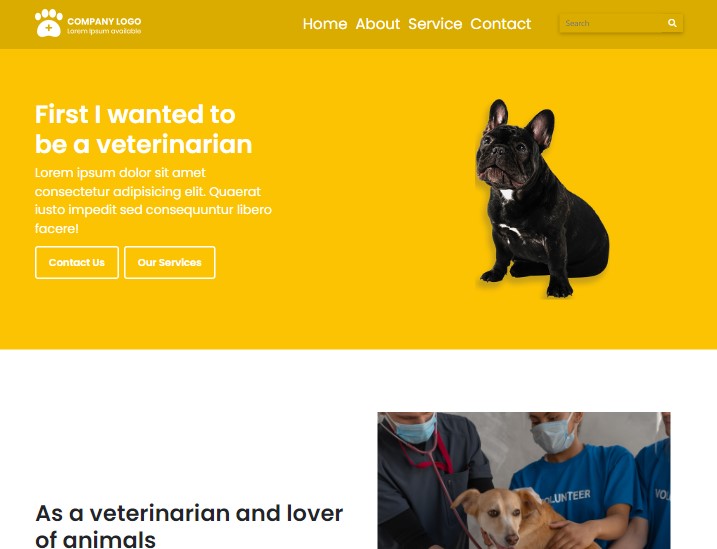 COMPANY LOGO
Lorem Ipsum available
Home About Service Contact
Search
First I wanted to
be a veterinarian
Lorem ipsum dolor sit amet
consectetur adipisicing elit. Quaerat
iusto impedit sed consequuntur libero
facere!
Contact Us
Our Services
As a veterinarian and lover
of animals